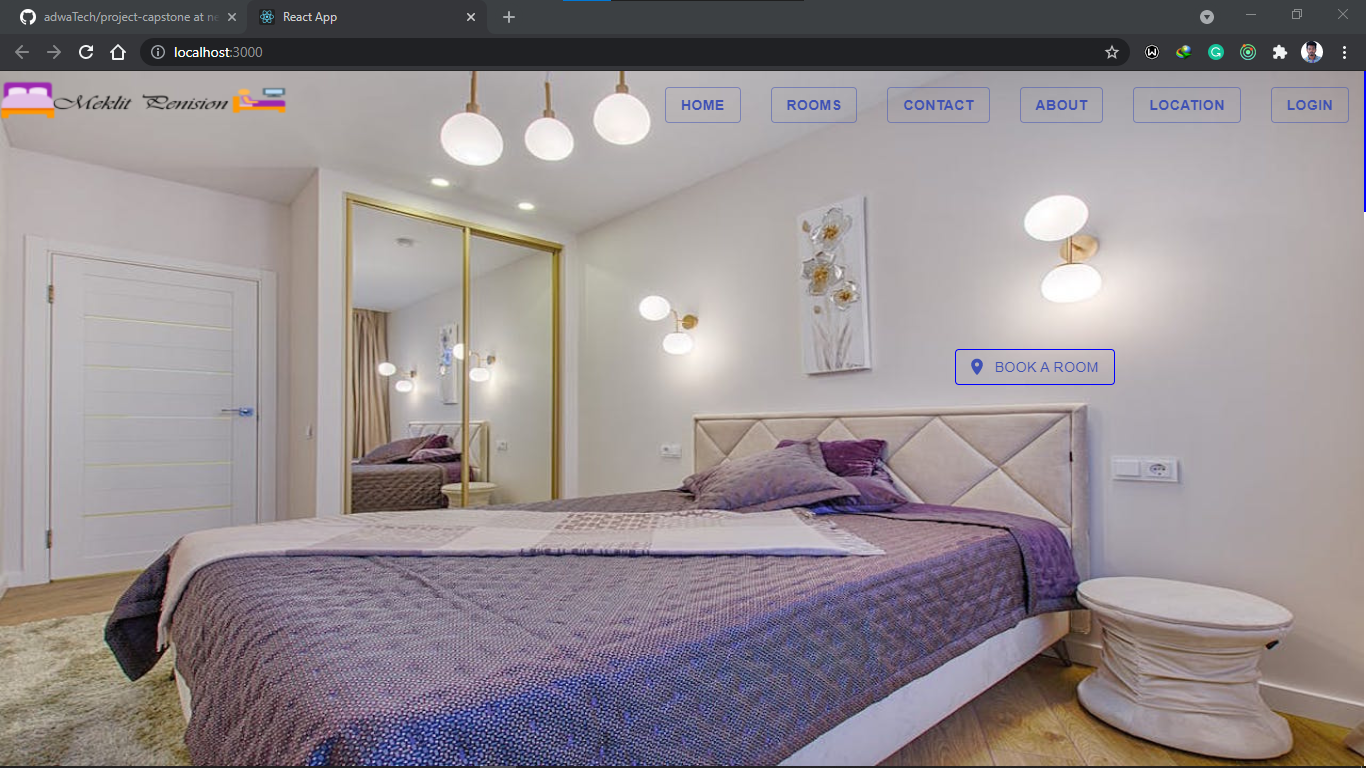 adwaTech/project-capstone at ne
React App
localhost:3000
Meklit Penision
HOME
ROOMS
CONTACT
ABOUT
LOCATION
LOGIN
BOOK A ROOM